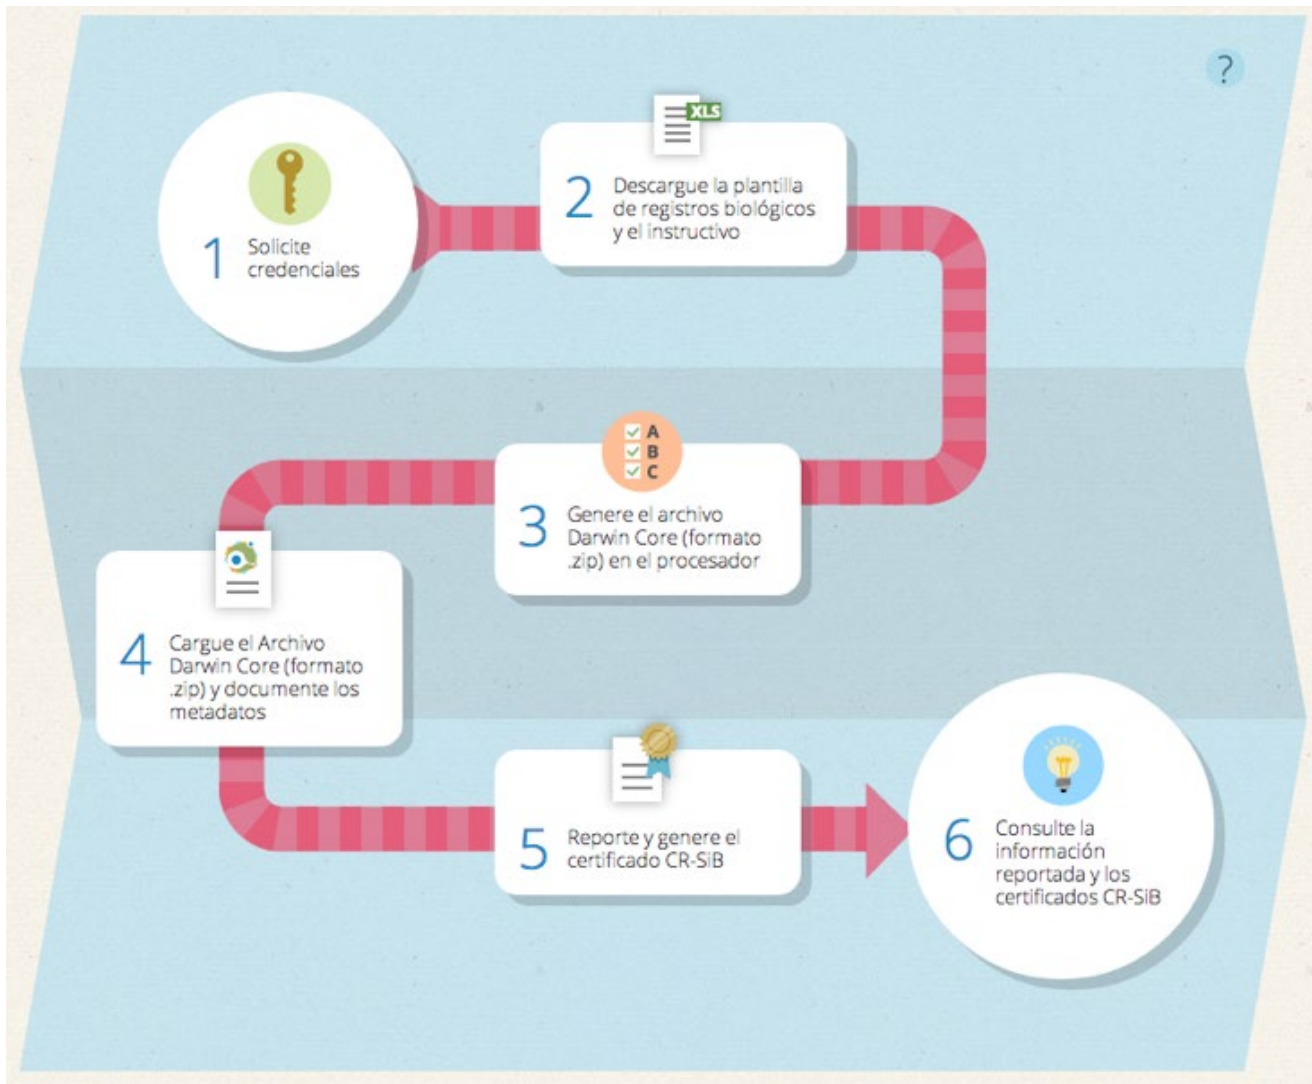 ?
XLS
1
Solicite
credenciales
2
Descargue la plantilla
de registros biológicos
y el instructivo
A
B
C
3
Genere el archivo
Darwin Core (formato
.zip) en el procesador
4
Cargue el Archivo
Darwin Core (formato
.zip) y documente los
metadatos
5
Reporte y genere el
certificado CR-SiB
6
Consulte la
información
reportada y los
certificados CR-SiB